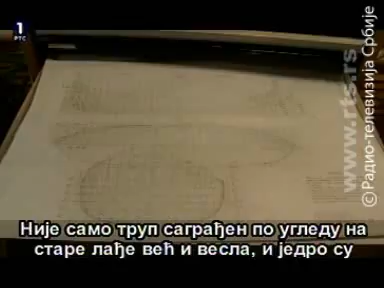 1
РТС
© Радио-телевизија Србије
www.rts.rs
Није само труп саграђен по угледу на
старе лађе већ и весла, и једро су